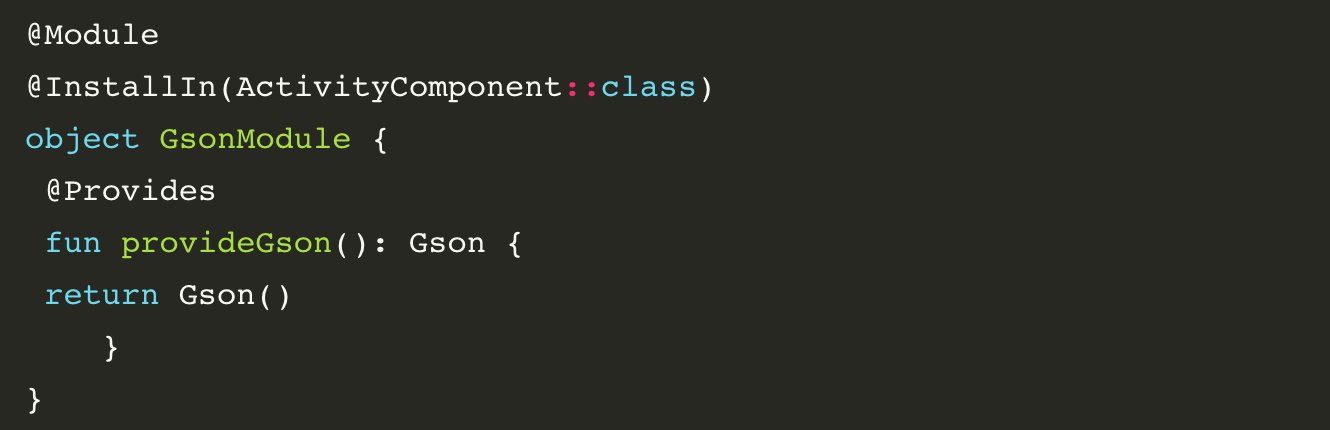 @Module
@InstallIn(ActivityComponent::class)
object GsonModule {
 @Provides
 fun provideGson(): Gson {
 return Gson()
    }
}